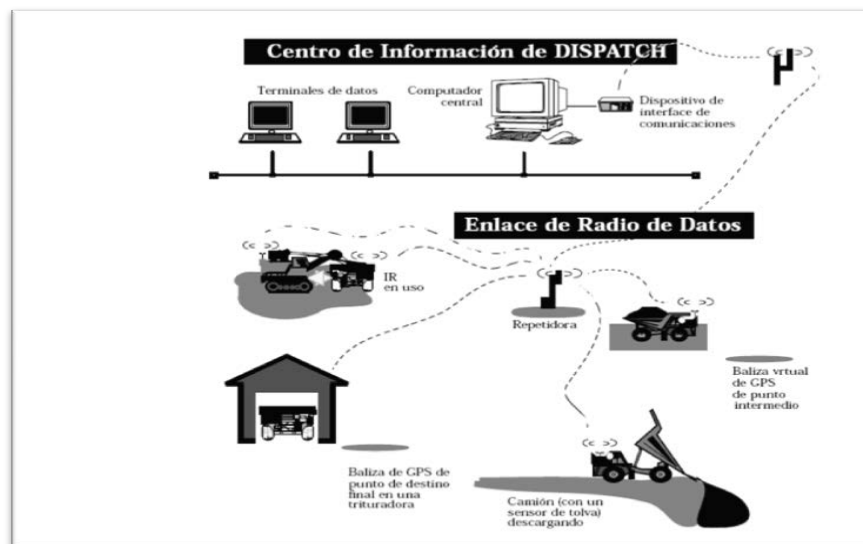 Centro de Información de DISPATCH
Terminales de datos
Computador
central
Dispositivo de
interface de
comunicaciones
Enlace de Radio de Datos
IR
en uso
Repetidora
Baliza vrtual
de GPS
de punto
intermedio
Baliza de GPS de
punto de destino
final en una
trituradora
Camión (con un
sensor de tolva)
descargando